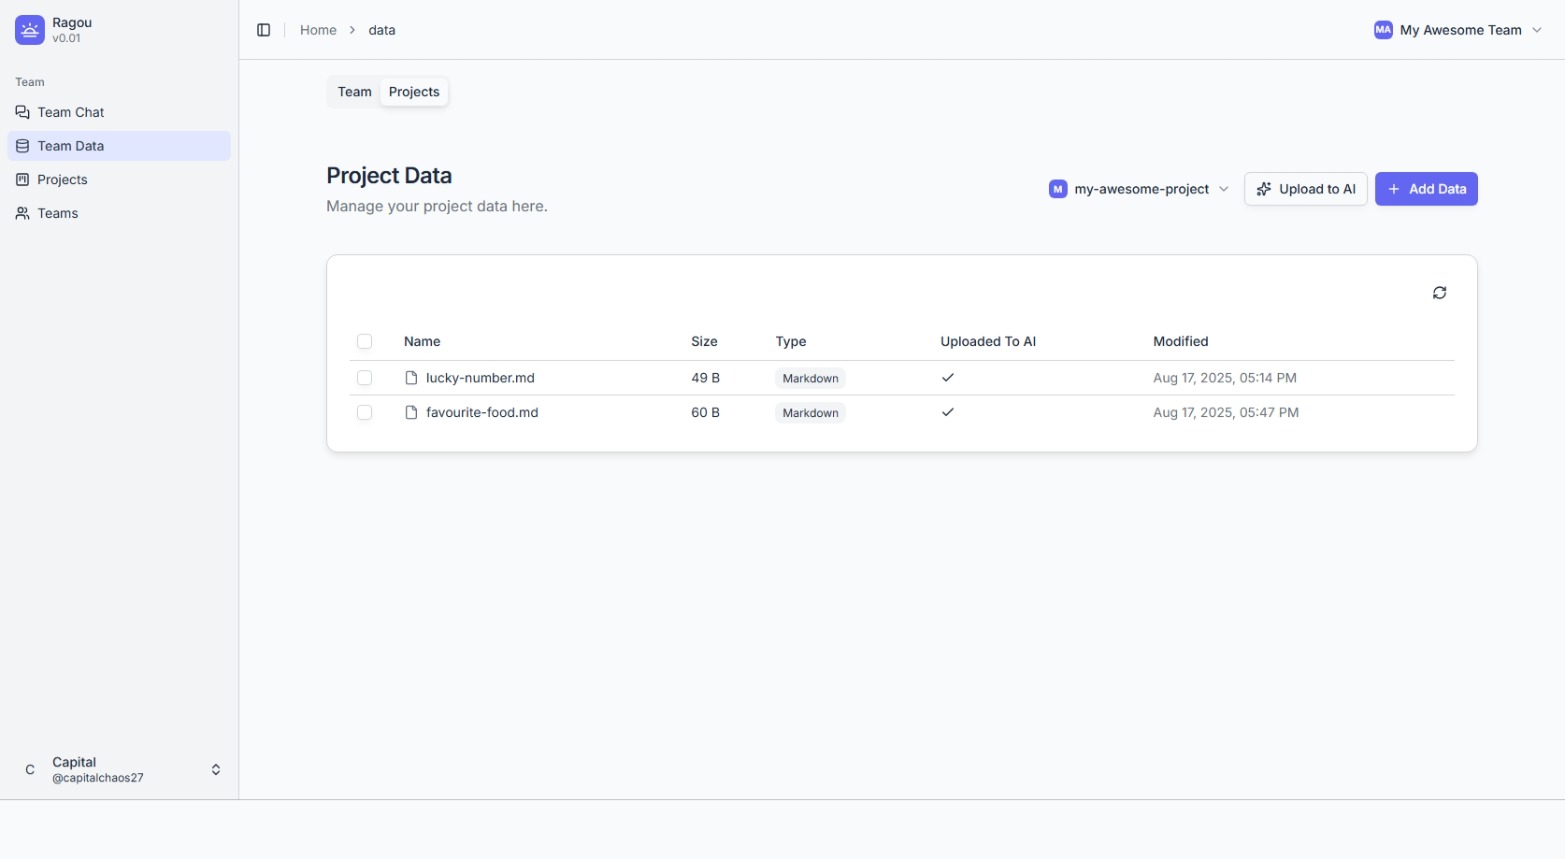 Ragou
v0.01
Team
Team Chat
Team Data
Projects
Teams
C
Capital
@capitalchaos27
Home > data
MA My Awesome Team
Team Projects
Project Data
Manage your project data here.
M my-awesome-project
Upload to AI
+ Add Data
Name Size Type Uploaded To AI Modified
lucky-number.md 49 B Markdown ✓ Aug 17, 2025, 05:14 PM
favourite-food.md 60 B Markdown ✓ Aug 17, 2025, 05:47 PM